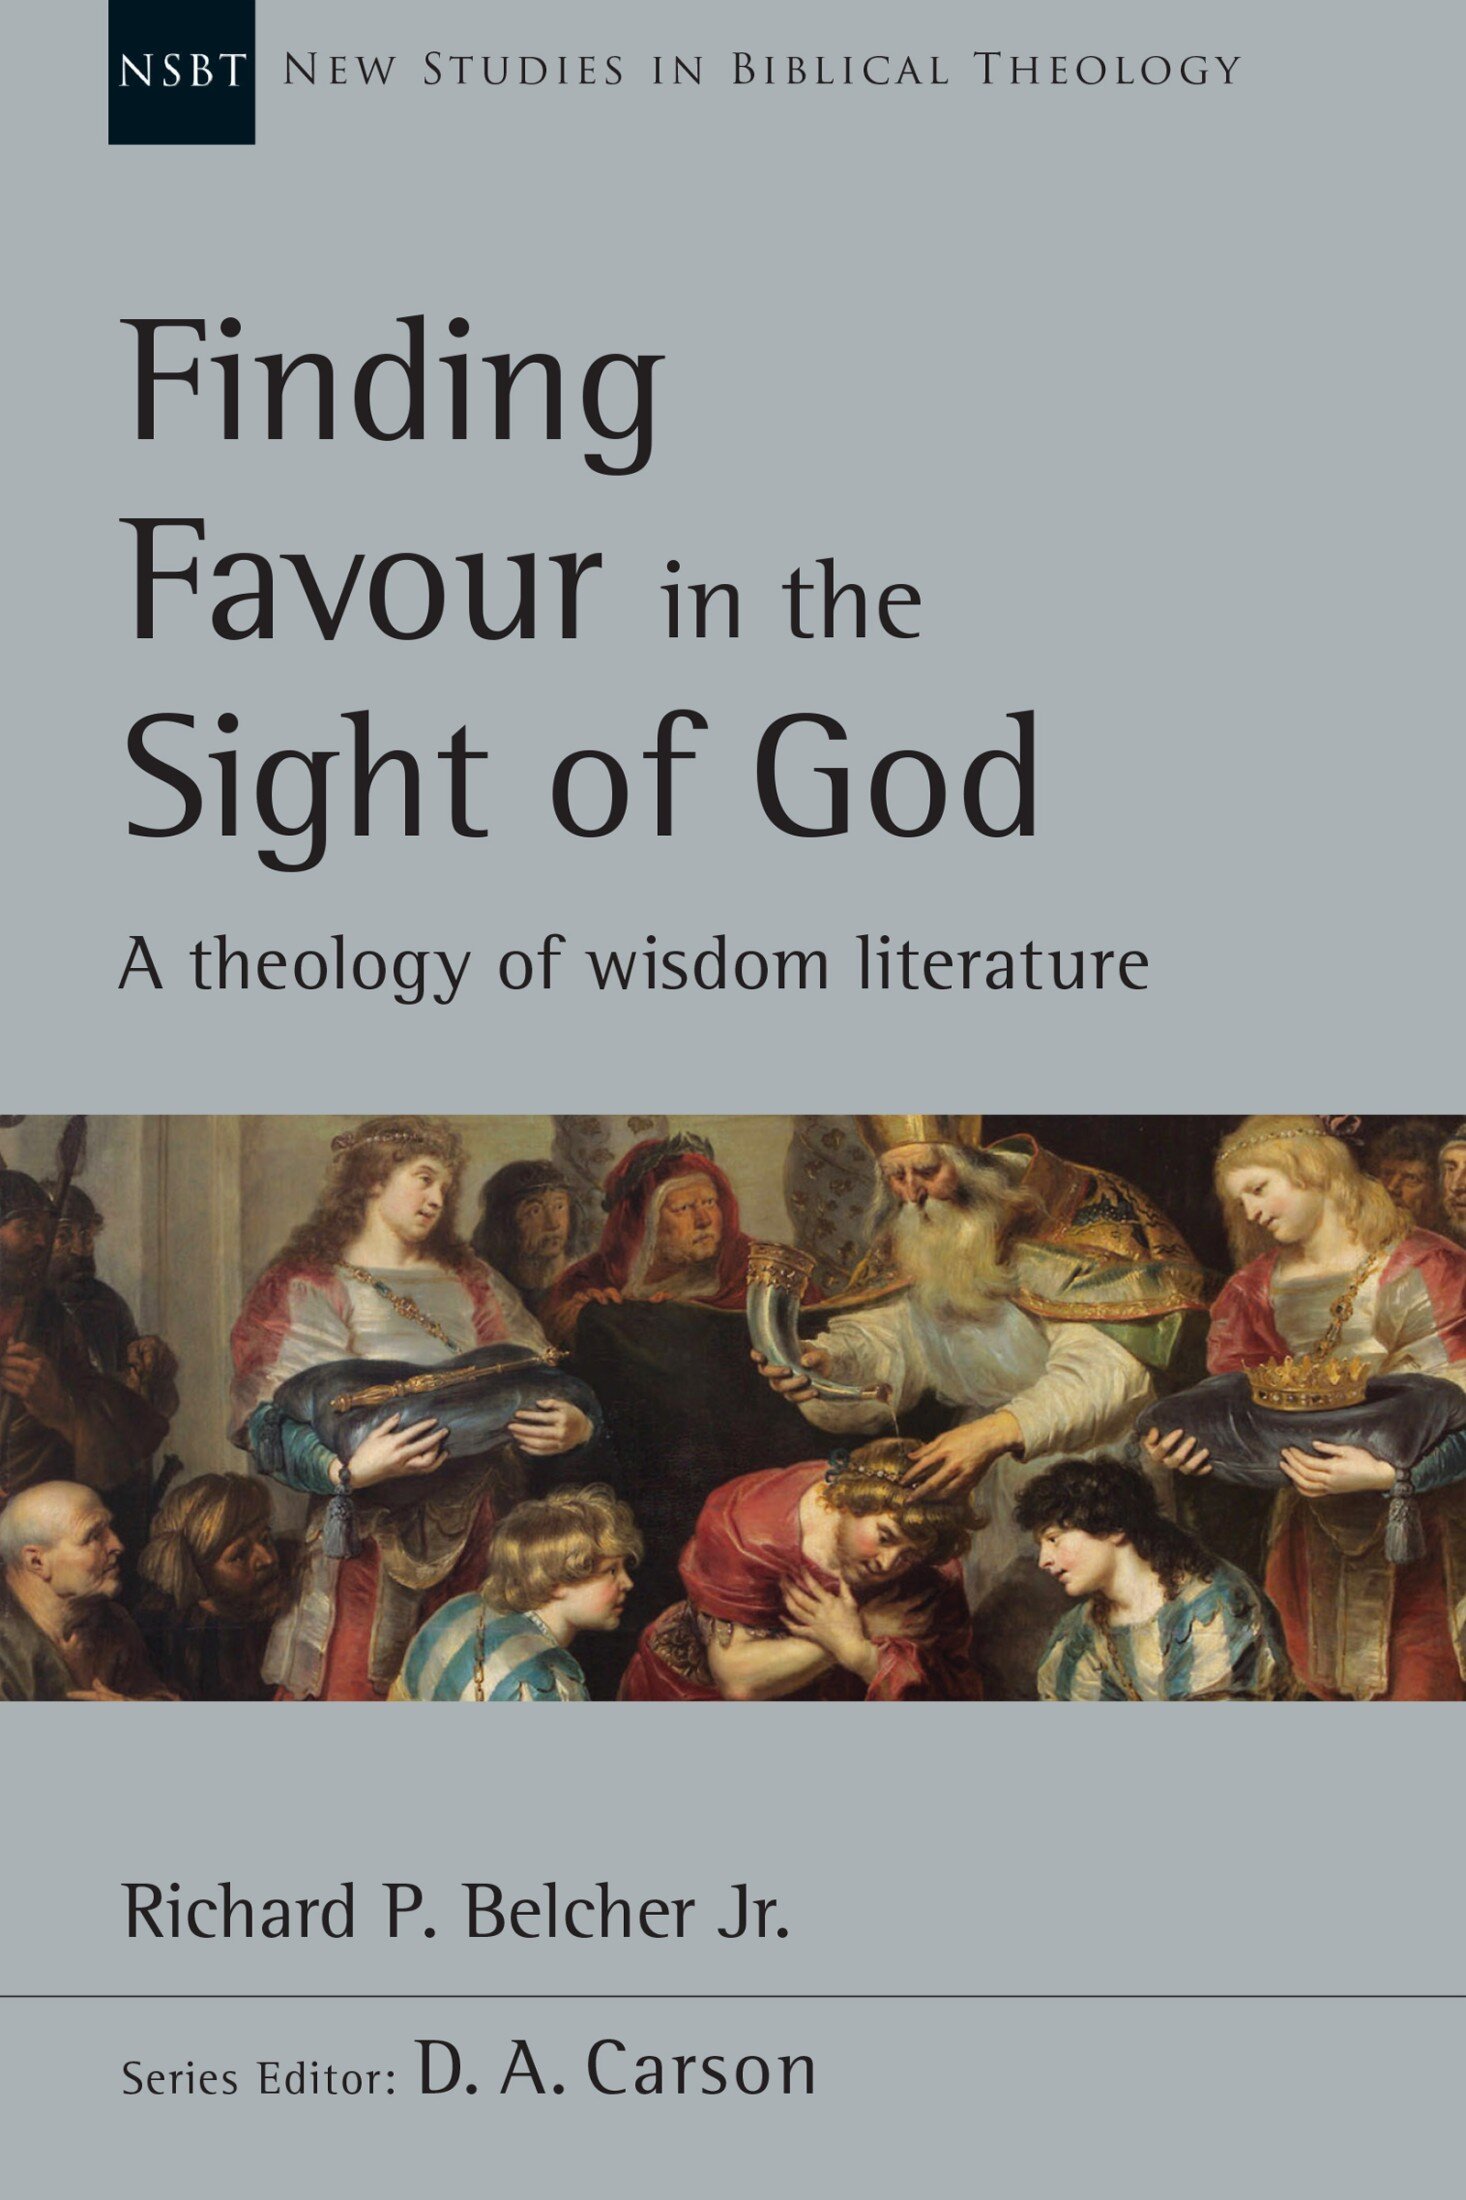 NSBT New Studies in Biblical Theology
Finding
Favour in the
Sight of God
A theology of wisdom literature
Richard P. Belcher Jr.
Series Editor: D. A. Carson